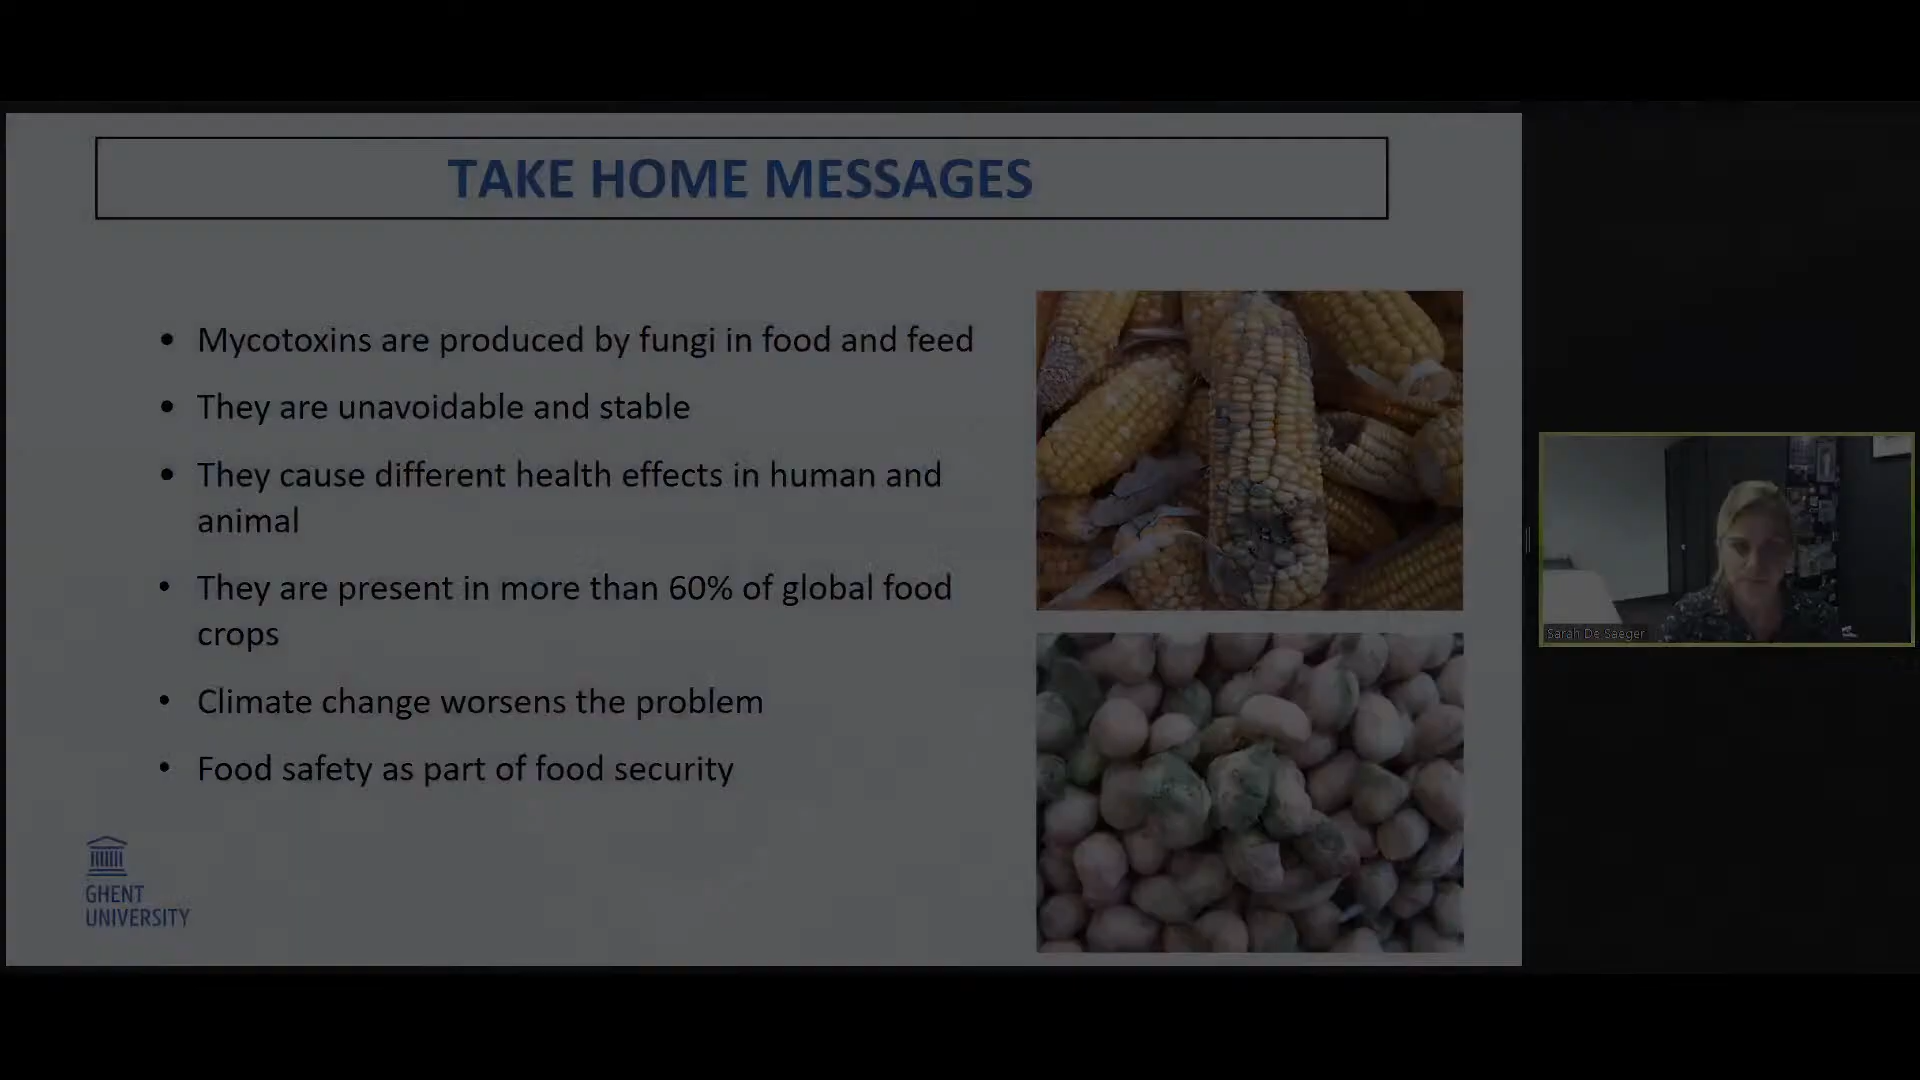 TAKE HOME MESSAGES
• Mycotoxins are produced by fungi in food and feed
• They are unavoidable and stable
• They cause different health effects in human and
animal
• They are present in more than 60% of global food
crops
• Climate change worsens the problem
• Food safety as part of food security
GHENT
UNIVERSITY
Sarah De Saeger